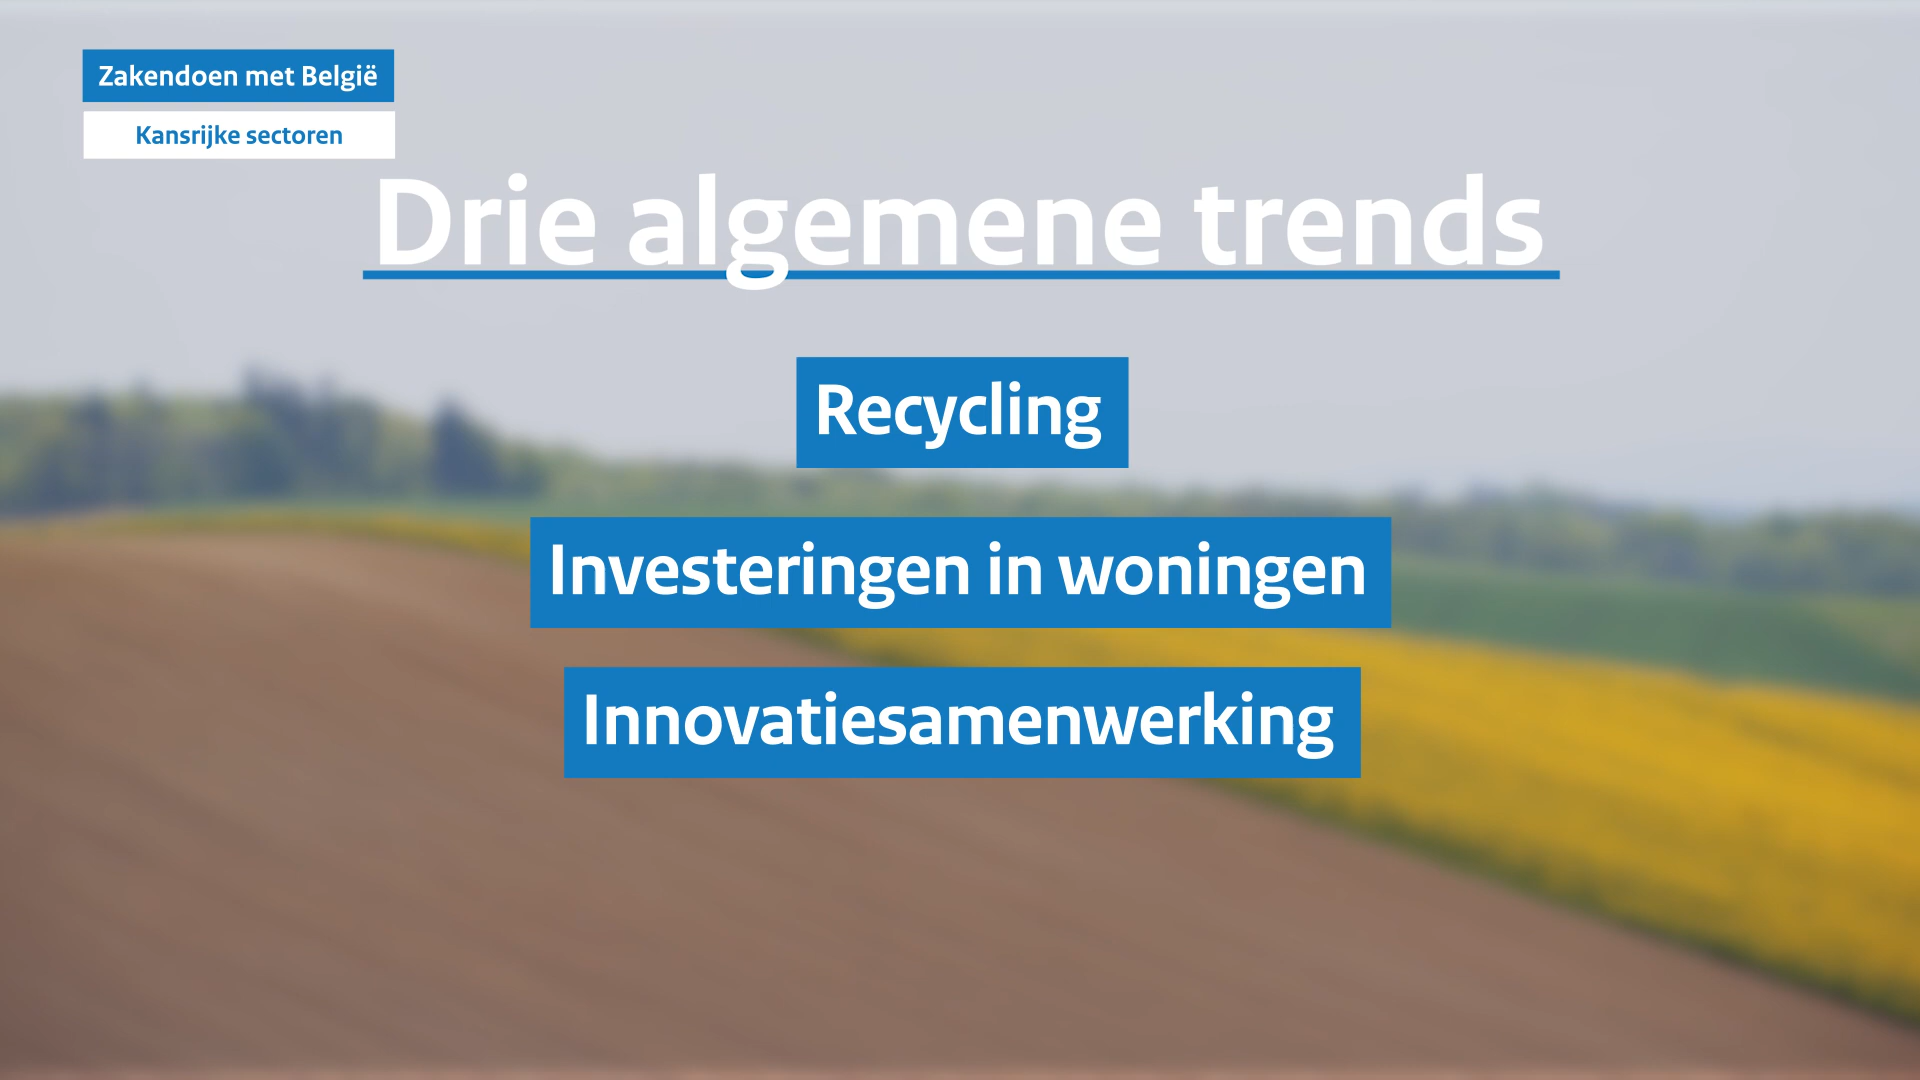 Zakendoen met België
Kansrijke sectoren
Drie algemene trends
Recycling
Investeringen in woningen
Innovatiesamenwerking